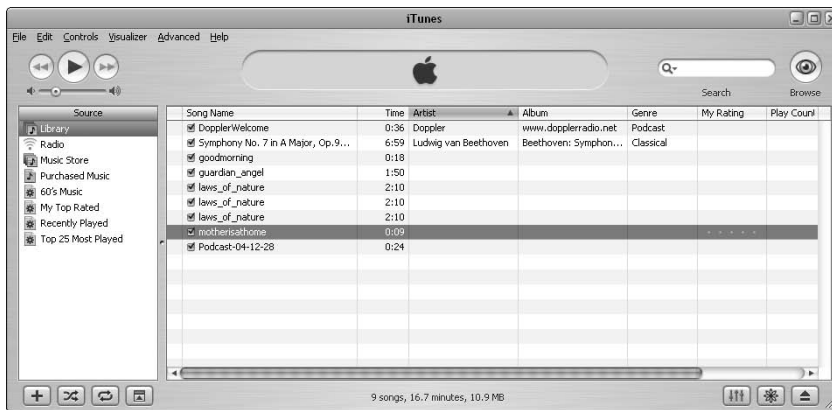 iTunes
File Edit Controls Visualizer Advanced Help
Search
Browse
Source
Library
Radio
Music Store
Purchased Music
60's Music
My Top Rated
Recently Played
Top 25 Most Played
Song Name Time Artist Album Genre My Rating Play Count
DopplerWelcome 0:36 Doppler www.dopplerradio.net Podcast
Symphony No. 7 in A Major, Op.9... 6:59 Ludwig van Beethoven Beethoven: Symphon... Classical
goodmorning 0:18
guardian_angel 1:50
laws_of_nature 2:10
laws_of_nature 2:10
laws_of_nature 2:10
motherisathome 0:09
Podcast-04-12-28 0:24
9 songs, 16.7 minutes, 10.9 MB